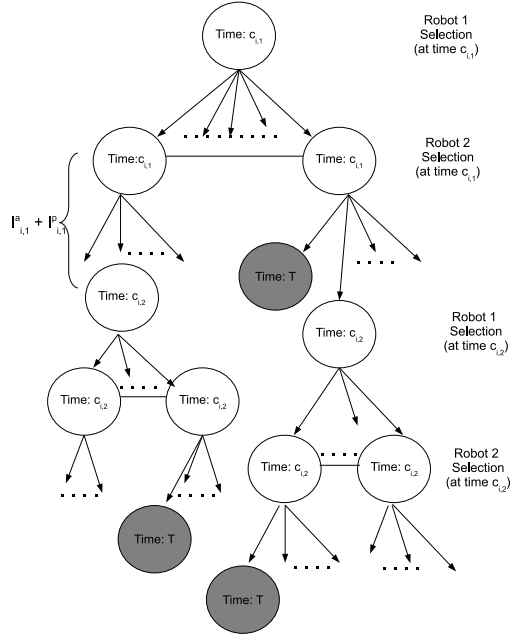 Time: c_{i,1}
Robot 1
Selection
(at time c_{i,1})
Time:c_{i,1}
Time: c_{i,1}
Robot 2
Selection
(at time c_{i,1})
I^a_{i,1} + I^p_{i,1}
Time: T
Time: c_{i,2}
Time: c_{i,2}
Robot 1
Selection
(at time c_{i,2})
Time: c_{i,2}
Time: c_{i,2}
Time: c_{i,2}
Time: c_{i,2}
Robot 2
Selection
(at time c_{i,2})
Time: T
Time: T